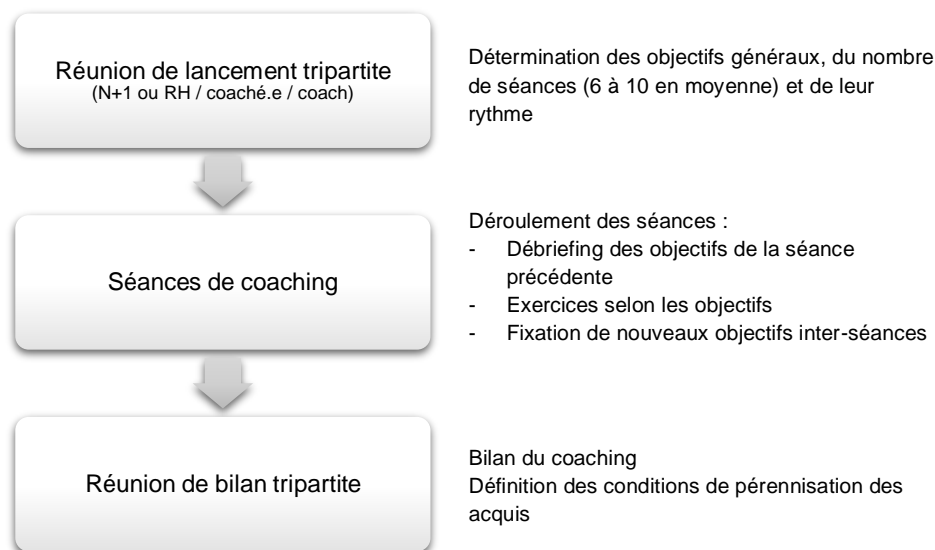 Réunion de lancement tripartite
(N+1 ou RH / coaché.e / coach)
Détermination des objectifs généraux, du nombre
de séances (6 à 10 en moyenne) et de leur
rythme
Séances de coaching
Déroulement des séances :
- Débriefing des objectifs de la séance
précédente
- Exercices selon les objectifs
- Fixation de nouveaux objectifs inter-séances
Réunion de bilan tripartite
Bilan du coaching
Définition des conditions de pérennisation des
acquis